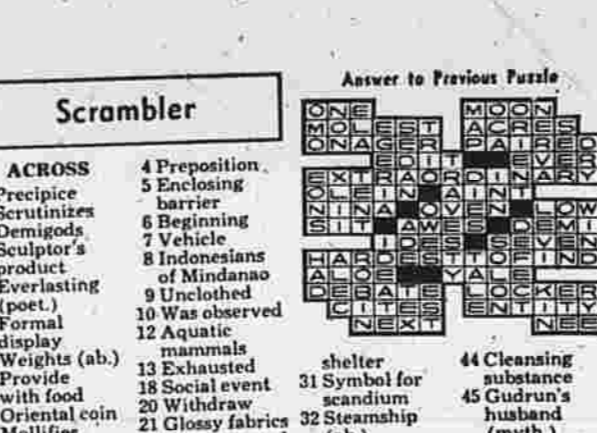 Scrambler
ACROSS
Precipice
Scrutinizes
Demigods
Sculptor's
product
Everlasting
(poet.)
Formal
display
Weights (ab.)
Provide
with food
Oriental coin
Mollifies
4 Preposition
5 Enclosing
barrier
6 Beginning
7 Vehicle
8 Indonesians
of Mindanao
9 Unclothed
10 Was observed
12 Aquatic
mammals
13 Exhausted
18 Social event
20 Withdraw
21 Glossy fabrics
Answer to Previous Puzzle
ONE MOON
MOLEST ACRES
ONAGER PAIRED
EDIT EVER
EXTRAORDINARY
OLEIN AINT
NINA OVEN LOW
SIT AWES DEMI
IDES SEVEN
HARDESTTOFIND
ALOE YALE
DEBATE LOCKER
CITES ENTITY
NEXT NEE
shelter
31 Symbol for
scandium
32 Steamship
44 Cleansing
substance
45 Gudrun's
husband
(myth.)